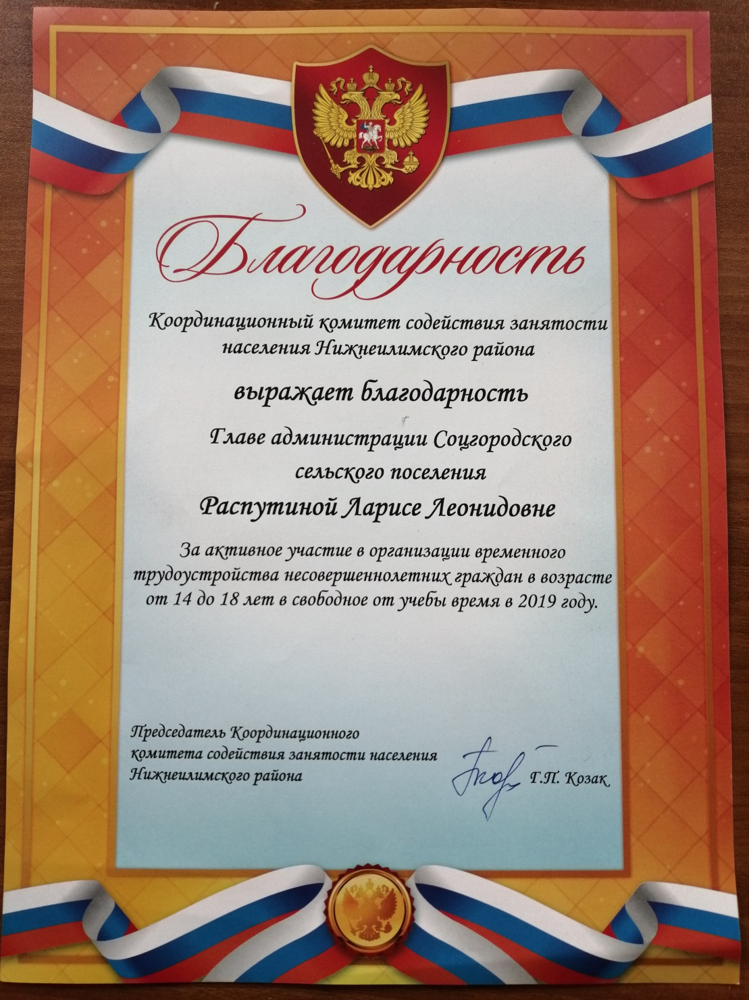 Благодарность
Координационный комитет содействия занятости
населения Нижнеилимского района
выражает благодарность
Главе администрации Соцгородского
сельского поселения
Распутиной Ларисе Леонидовне
За активное участие в организации временного
трудоустройства несовершеннолетних граждан в возрасте
от 14 до 18 лет в свободное от учебы время в 2019 году.
Председатель Координационного
комитета содействия занятости населения
Нижнеилимского района
Г.П. Козак